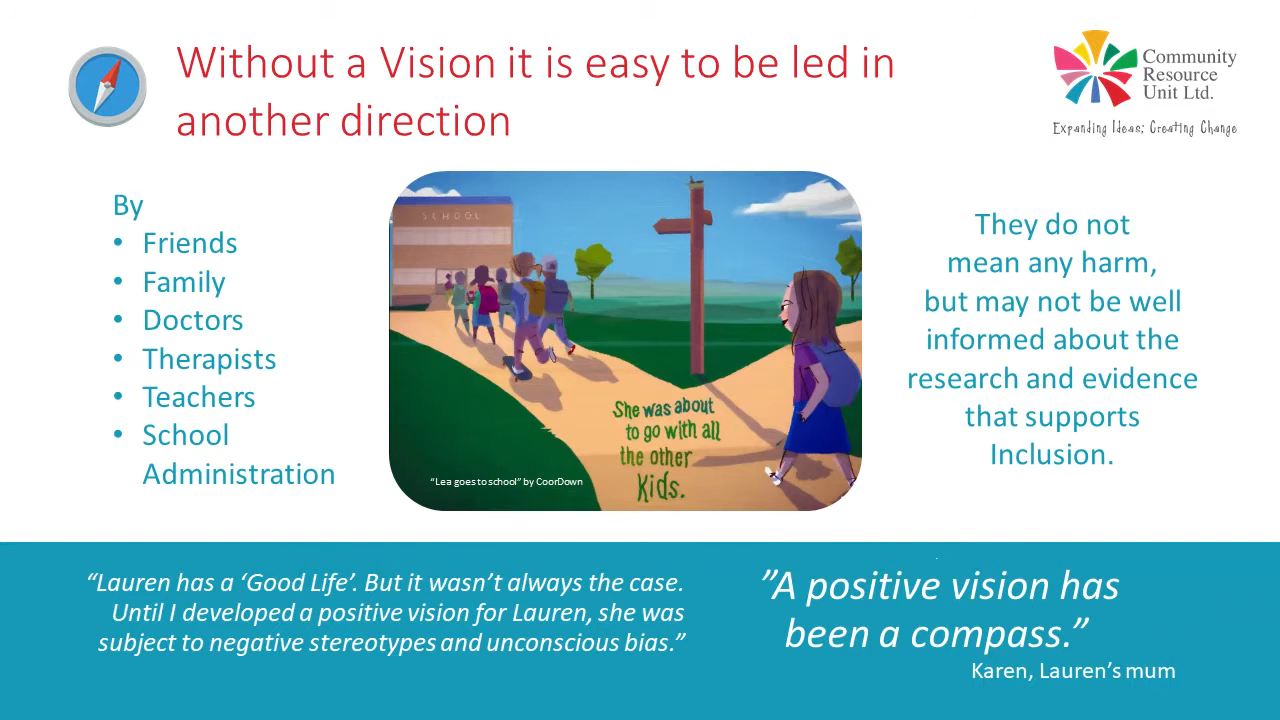 Without a Vision it is easy to be led in
another direction
Community
Resource
Unit Ltd.
Expanding Ideas; Creating Change
By
• Friends
• Family
• Doctors
• Therapists
• Teachers
• School
Administration
SCHOOL
She was about
to go with all
the other
Kids.
“Lea goes to school” by CoorDown
They do not
mean any harm,
but may not be well
informed about the
research and evidence
that supports
Inclusion.
“Lauren has a ‘Good Life’. But it wasn’t always the case.
Until I developed a positive vision for Lauren, she was
subject to negative stereotypes and unconscious bias.”
”A positive vision has
been a compass.”
Karen, Lauren’s mum